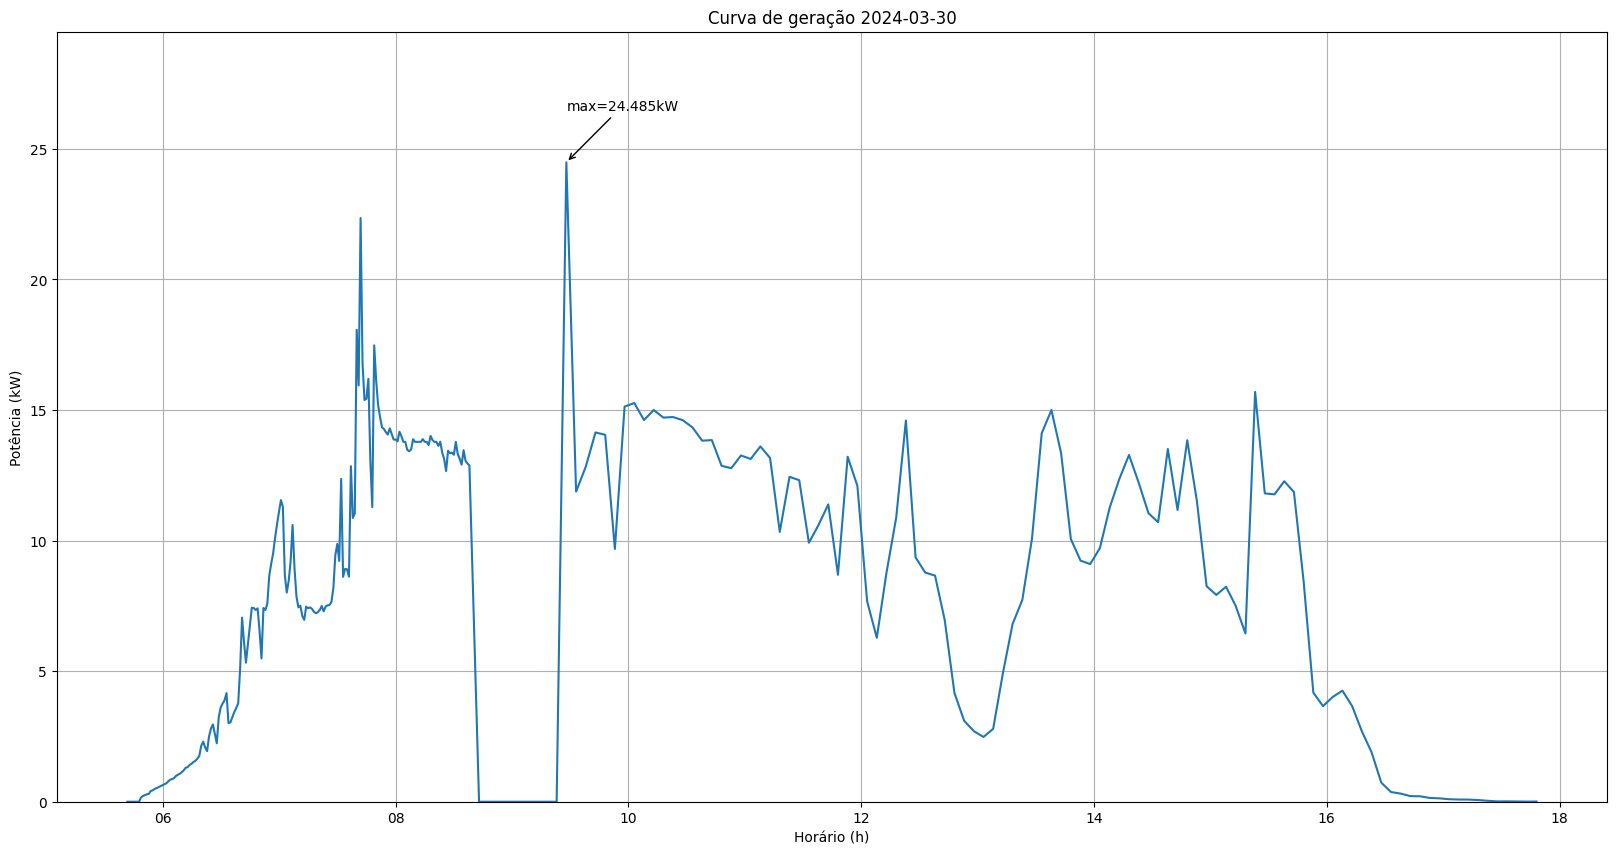 Curva de geração 2024-03-30
max=24.485kW
Potência (kW)
25
20
15
10
5
0
06 08 10 12 14 16 18
Horário (h)